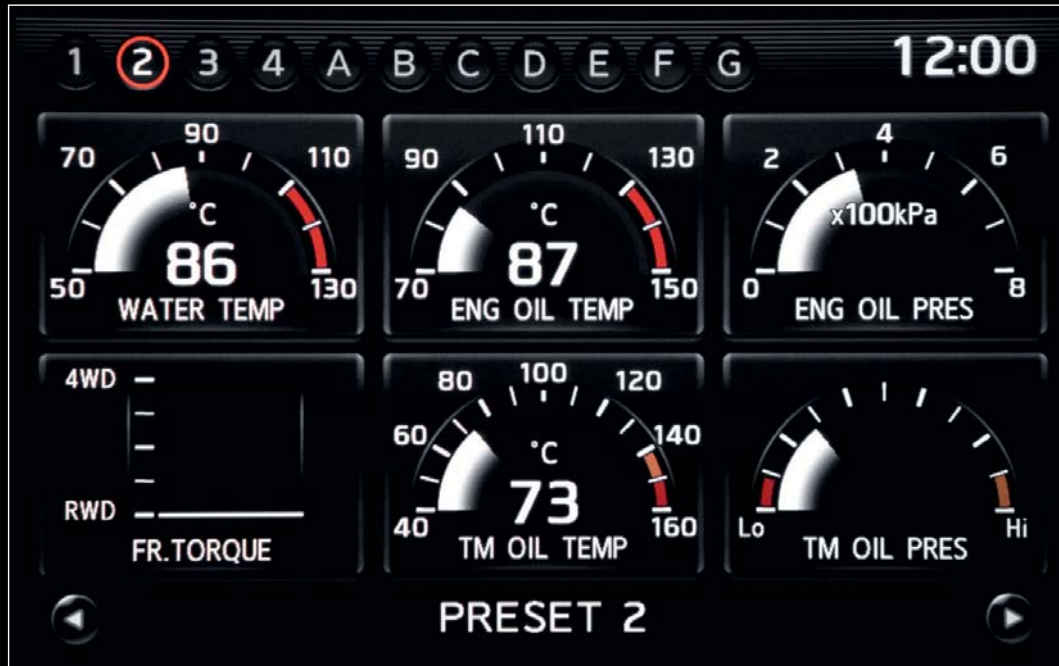 1 2 3 4 A B C D E F G 12:00
90
70 110
°C
86
50 130
WATER TEMP
110
90 130
°C
87
70 150
ENG OIL TEMP
4
2 6
x100kPa
0 8
ENG OIL PRES
4WD
RWD
FR.TORQUE
100
80 120
60 140
°C
73
40 160
TM OIL TEMP
Lo Hi
TM OIL PRES
PRESET 2